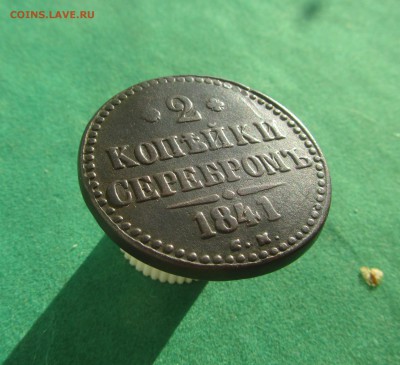 COINS.LAVE.RU
2
КОПѢЙКИ
СЕРЕБРОМЪ
1841
С.М.